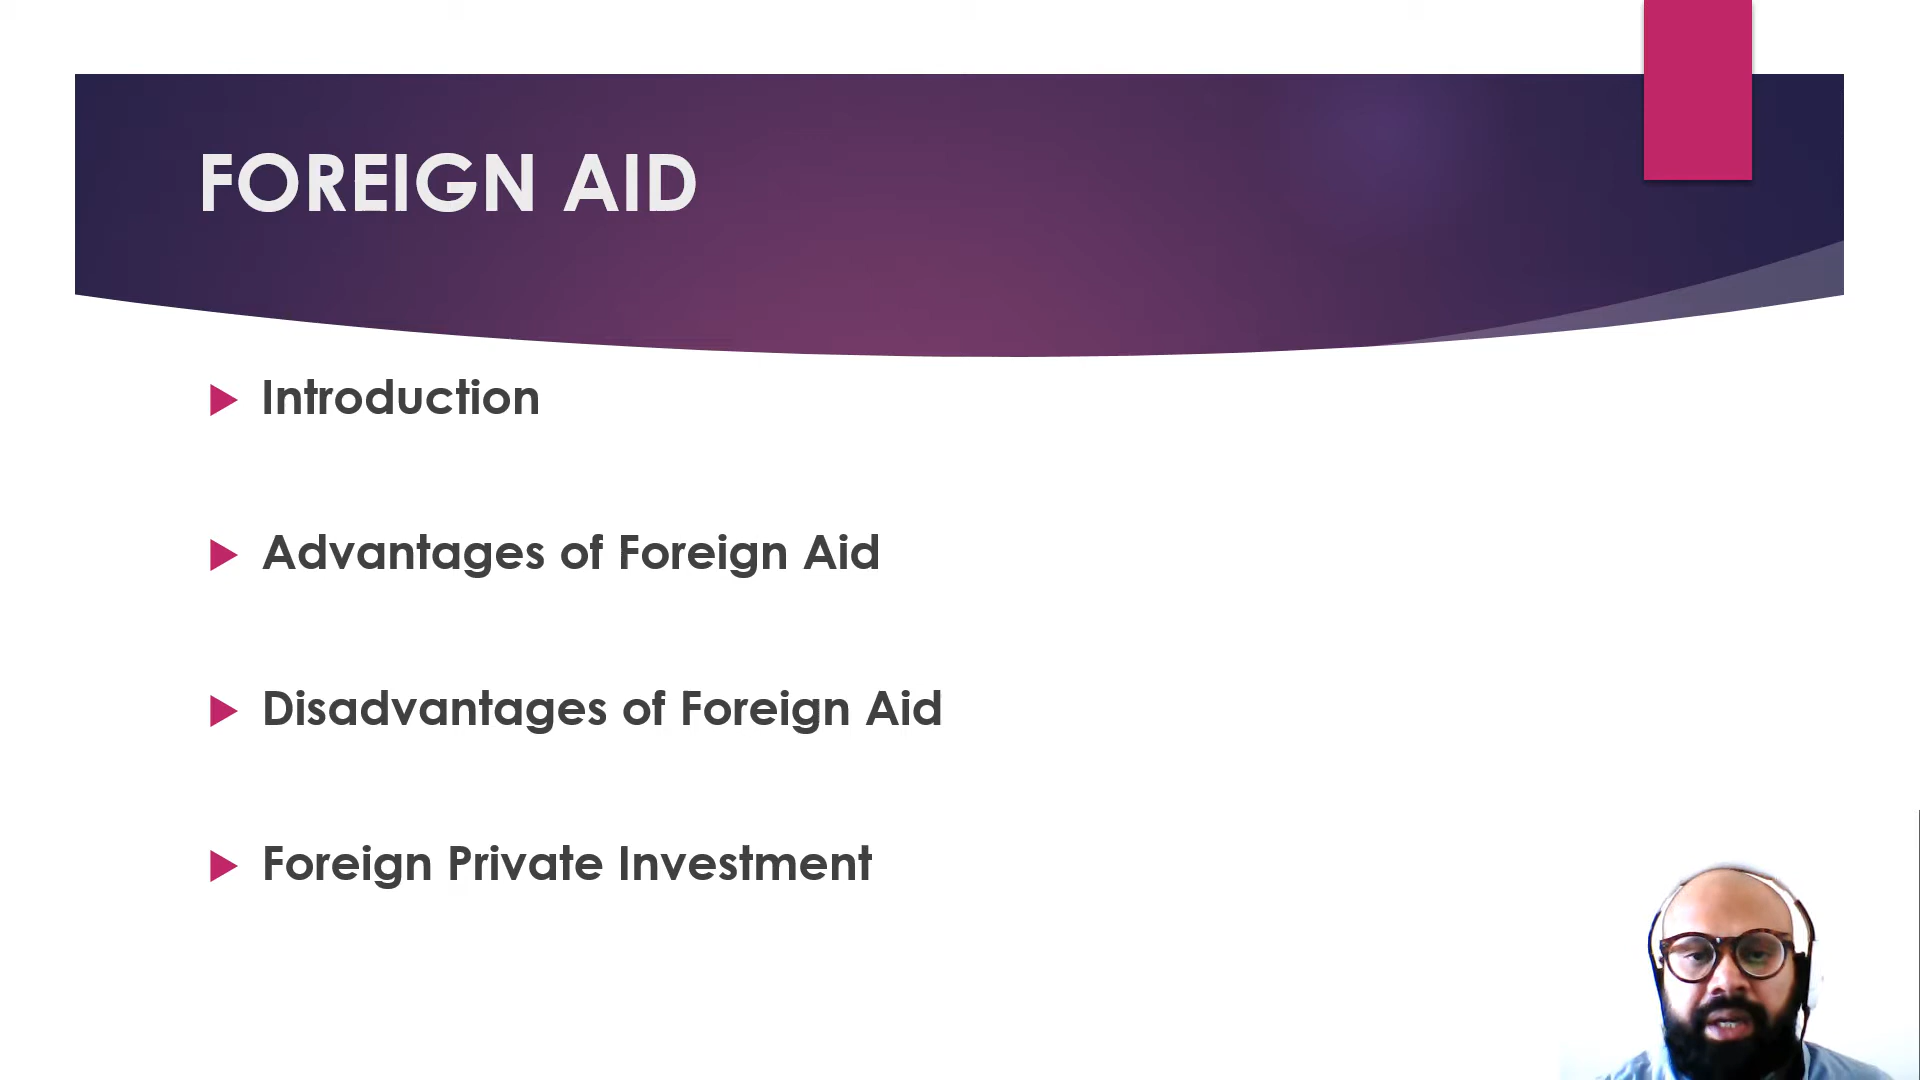 FOREIGN AID
Introduction
Advantages of Foreign Aid
Disadvantages of Foreign Aid
Foreign Private Investment